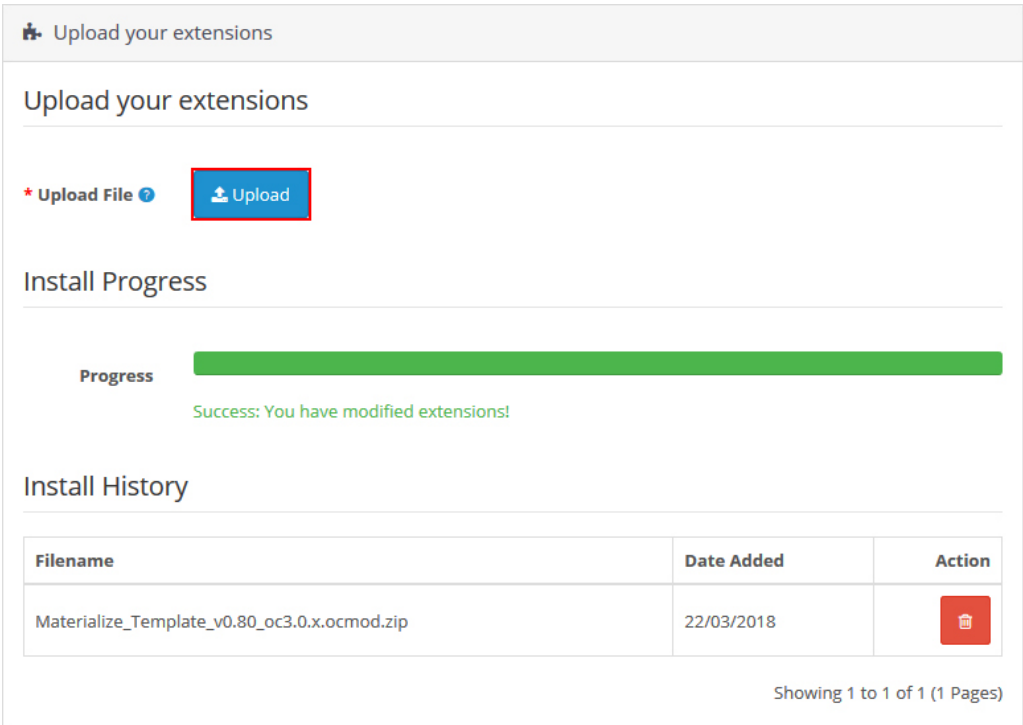 Upload your extensions
Upload your extensions
* Upload File
Upload
Install Progress
Progress
Success: You have modified extensions!
Install History
Filename Date Added Action
Materialize_Template_v0.80_oc3.0.x.ocmod.zip 22/03/2018
Showing 1 to 1 of 1 (1 Pages)